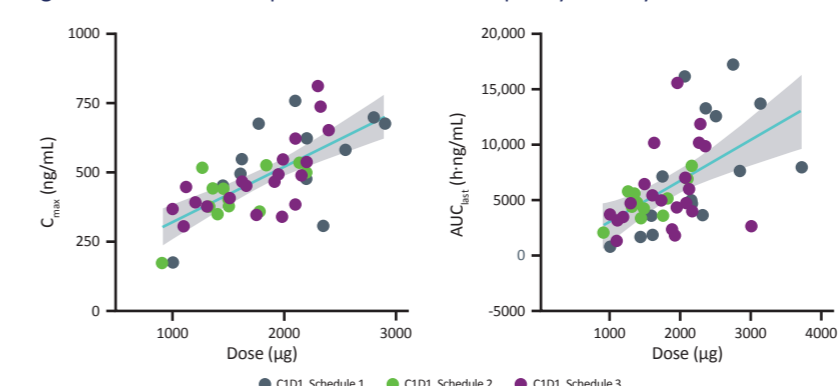 1000
750
500
250
0
Cmax (ng/mL)
1000
2000
3000
Dose (µg)
20,000
15,000
10,000
5000
0
-5000
AUClast (h·ng/mL)
1000
2000
3000
4000
Dose (µg)
C1D1, Schedule 1
C1D1, Schedule 2
C1D1, Schedule 3